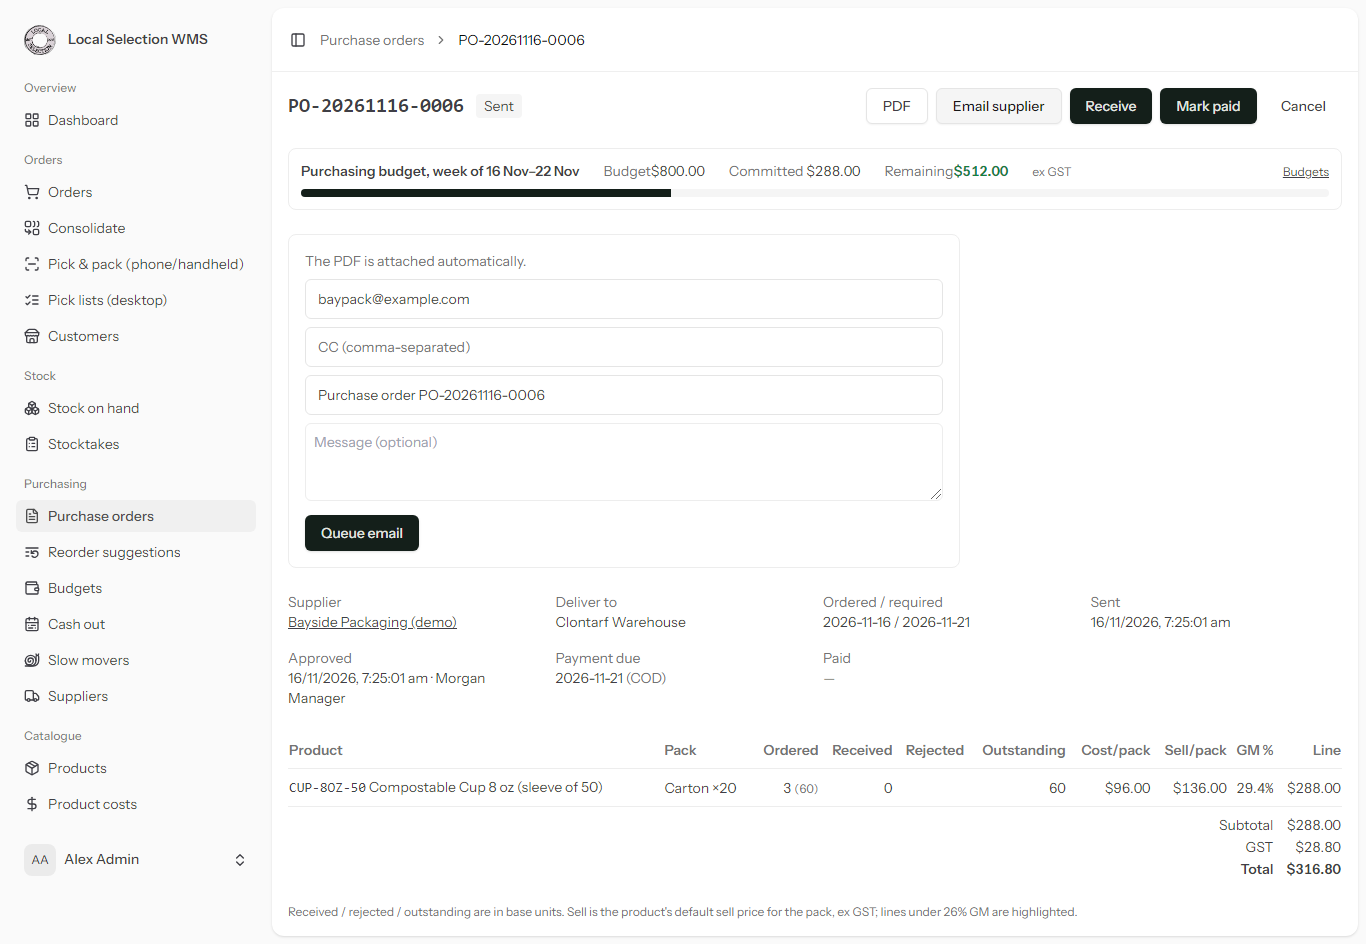 Local Selection WMS
Overview
Dashboard
Orders
Orders
Consolidate
Pick & pack (phone/handheld)
Pick lists (desktop)
Customers
Stock
Stock on hand
Stocktakes
Purchasing
Purchase orders
Reorder suggestions
Budgets
Cash out
Slow movers
Suppliers
Catalogue
Products
Product costs
AA Alex Admin
Purchase orders > PO-20261116-0006
PO-20261116-0006 Sent PDF Email supplier Receive Mark paid Cancel
Purchasing budget, week of 16 Nov–22 Nov Budget$800.00 Committed $288.00 Remaining$512.00 ex GST Budgets
The PDF is attached automatically.
baypack@example.com
CC (comma-separated)
Purchase order PO-20261116-0006
Message (optional)
Queue email
Supplier Deliver to Ordered / required Sent
Bayside Packaging (demo) Clontarf Warehouse 2026-11-16 / 2026-11-21 16/11/2026, 7:25:01 am
Approved Payment due Paid
16/11/2026, 7:25:01 am · Morgan 2026-11-21 (COD) —
Manager
Product Pack Ordered Received Rejected Outstanding Cost/pack Sell/pack GM % Line
CUP-8OZ-50 Compostable Cup 8 oz (sleeve of 50) Carton ×20 3 (60) 0 60 $96.00 $136.00 29.4% $288.00
Subtotal $288.00
GST $28.80
Total $316.80
Received / rejected / outstanding are in base units. Sell is the product's default sell price for the pack, ex GST; lines under 26% GM are highlighted.